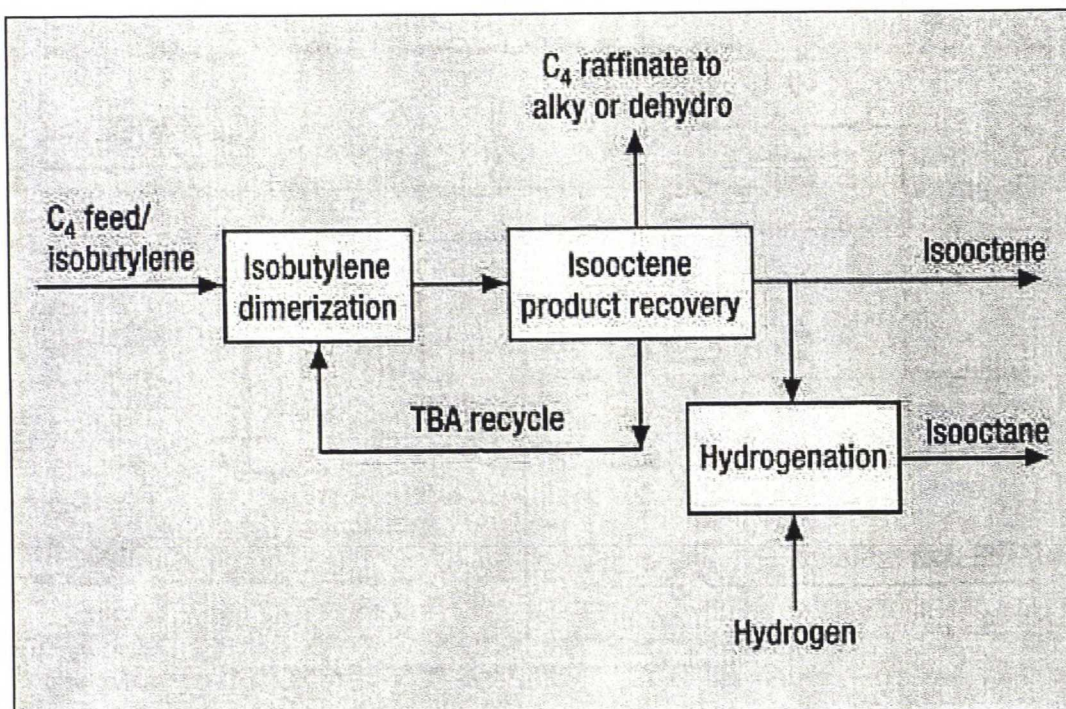 C₄ raffinate to
alky or dehydro
C₄ feed/
isobutylene
Isobutylene
dimerization
Isooctene
product recovery
Isooctene
TBA recycle
Hydrogenation
Isooctane
Hydrogen